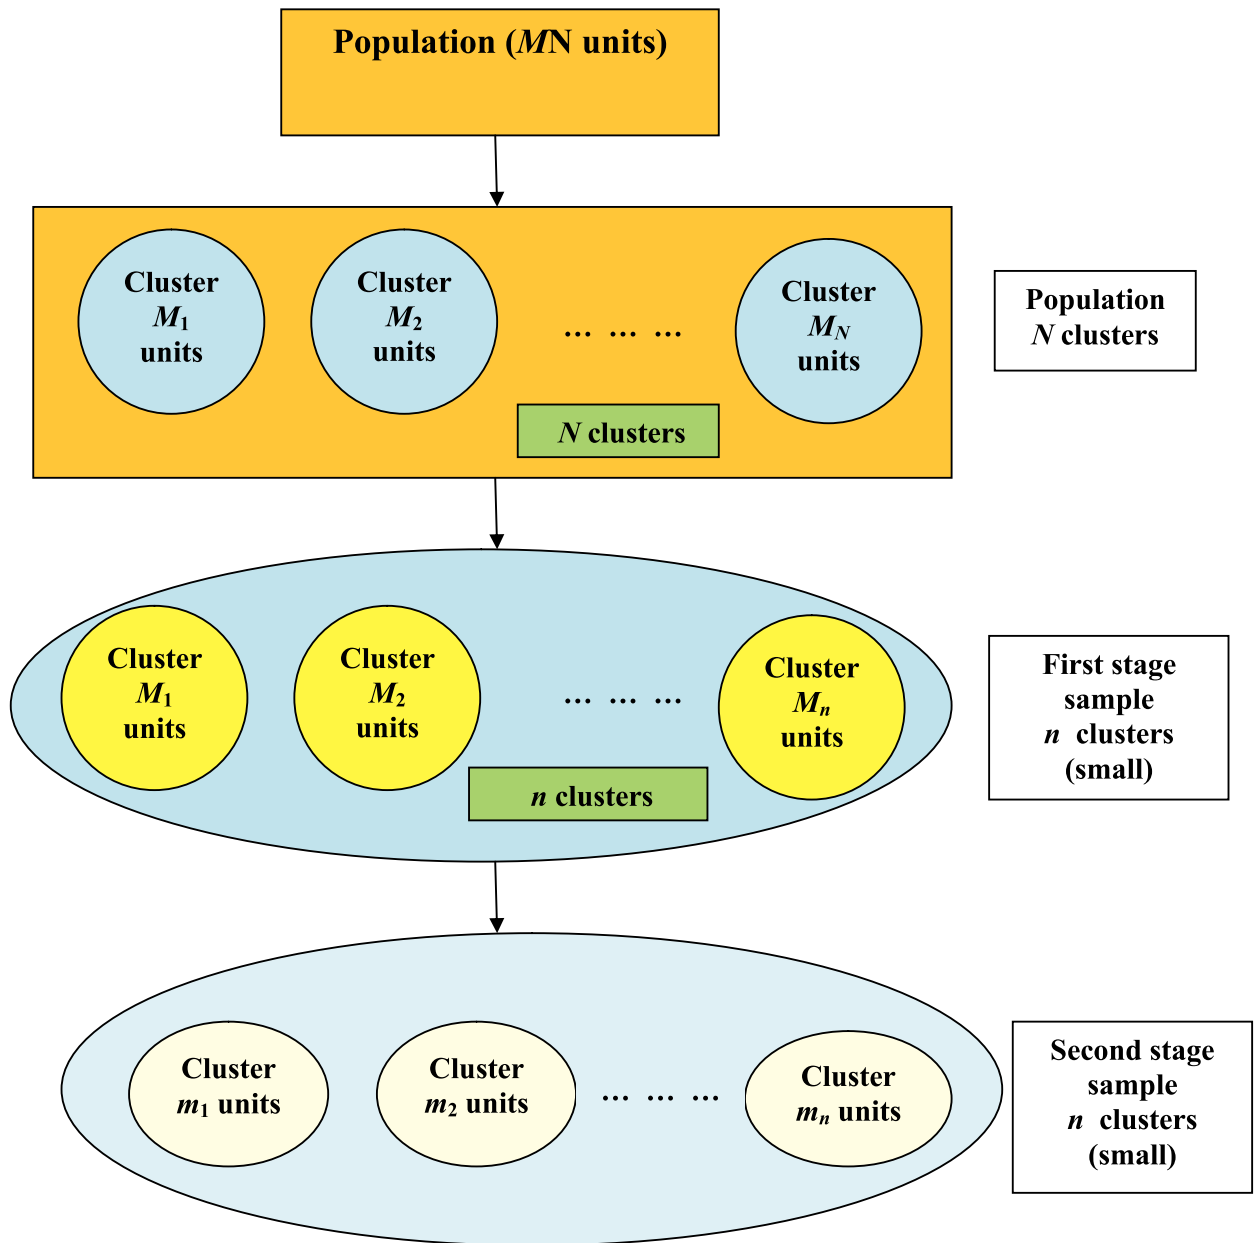 Population (MN units)
Cluster
M1
units
Cluster
M2
units
... ... ...
Cluster
MN
units
N clusters
Population
N clusters
Cluster
M1
units
Cluster
M2
units
... ... ...
Cluster
Mn
units
n clusters
First stage
sample
n clusters
(small)
Cluster
m1 units
Cluster
m2 units
... ... ...
Cluster
mn units
Second stage
sample
n clusters
(small)